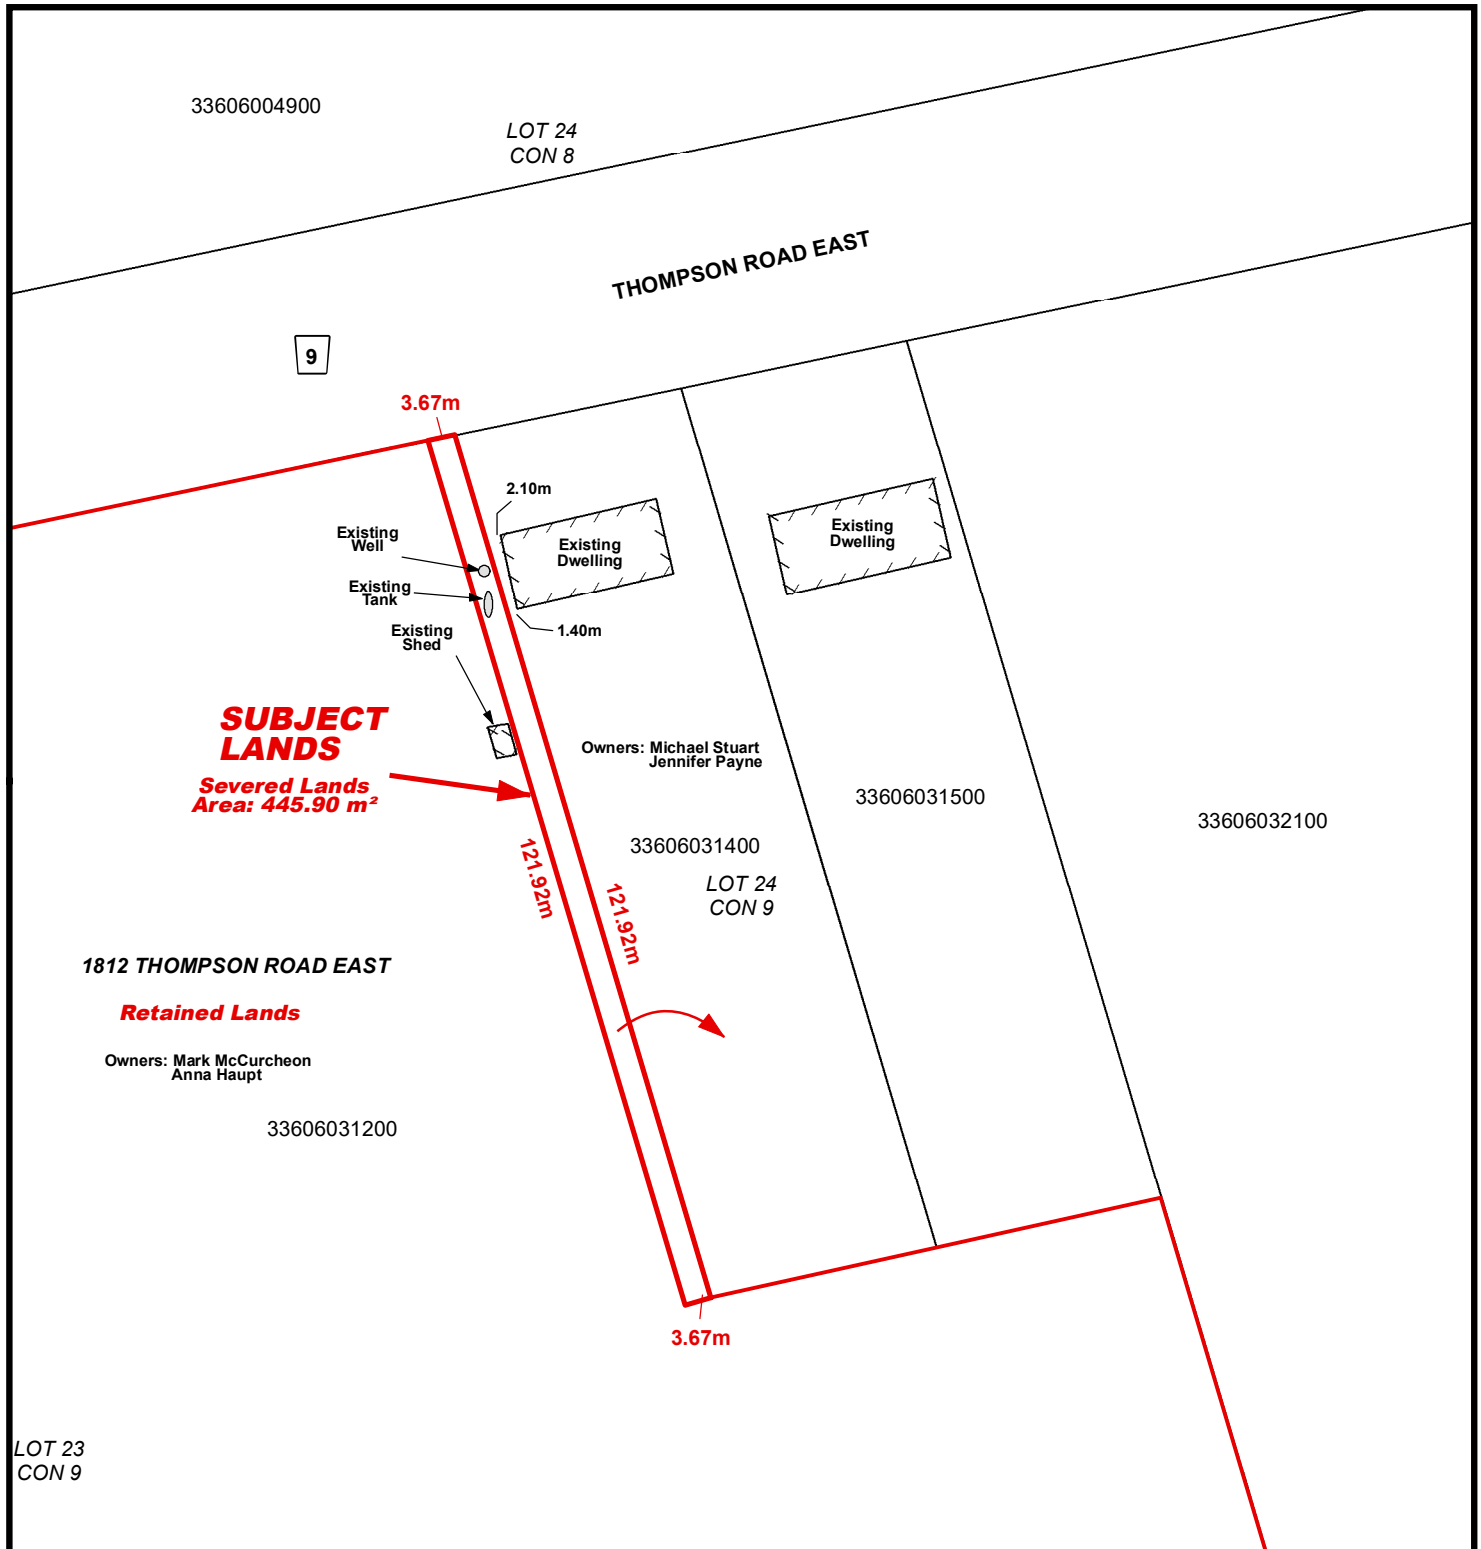 33606004900
LOT 24
CON 8
THOMPSON ROAD EAST
9
3.67m
2.10m
Existing
Well
Existing
Dwelling
Existing
Dwelling
Existing
Tank
Existing
Shed
1.40m
SUBJECT
LANDS
Severed Lands
Area: 445.90 m²
Owners: Michael Stuart
Jennifer Payne
33606031500
33606032100
33606031400
LOT 24
CON 9
121.92m
121.92m
1812 THOMPSON ROAD EAST
Retained Lands
Owners: Mark McCurcheon
Anna Haupt
33606031200
3.67m
LOT 23
CON 9